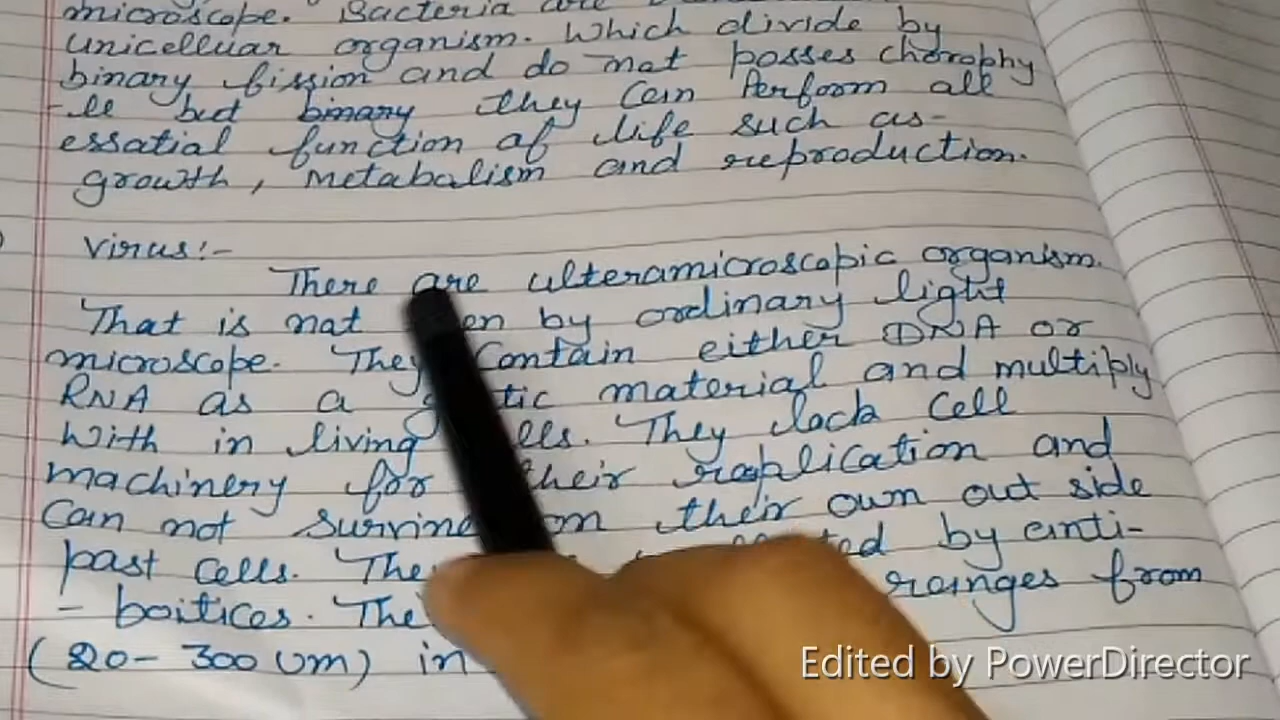 microscope. Bacteria are
Unicelluar organism. Which divide by
binary fission and do nat posses chorophy
-ll but binary they Can Perform all
essatial function of life such as-
growth, metabalism and reproduction.
Virus:-
There are ulteramicroscopic organism.
That is nat by ordinary light
microscope. They Contain either DNA or
RNA as a material and multiply
With in living They lack Cell
machinery for their replication and
Can not on their own out side
past Cells. by anti-
- boitices. ranges from
(20- 300 Um) in
Edited by PowerDirector